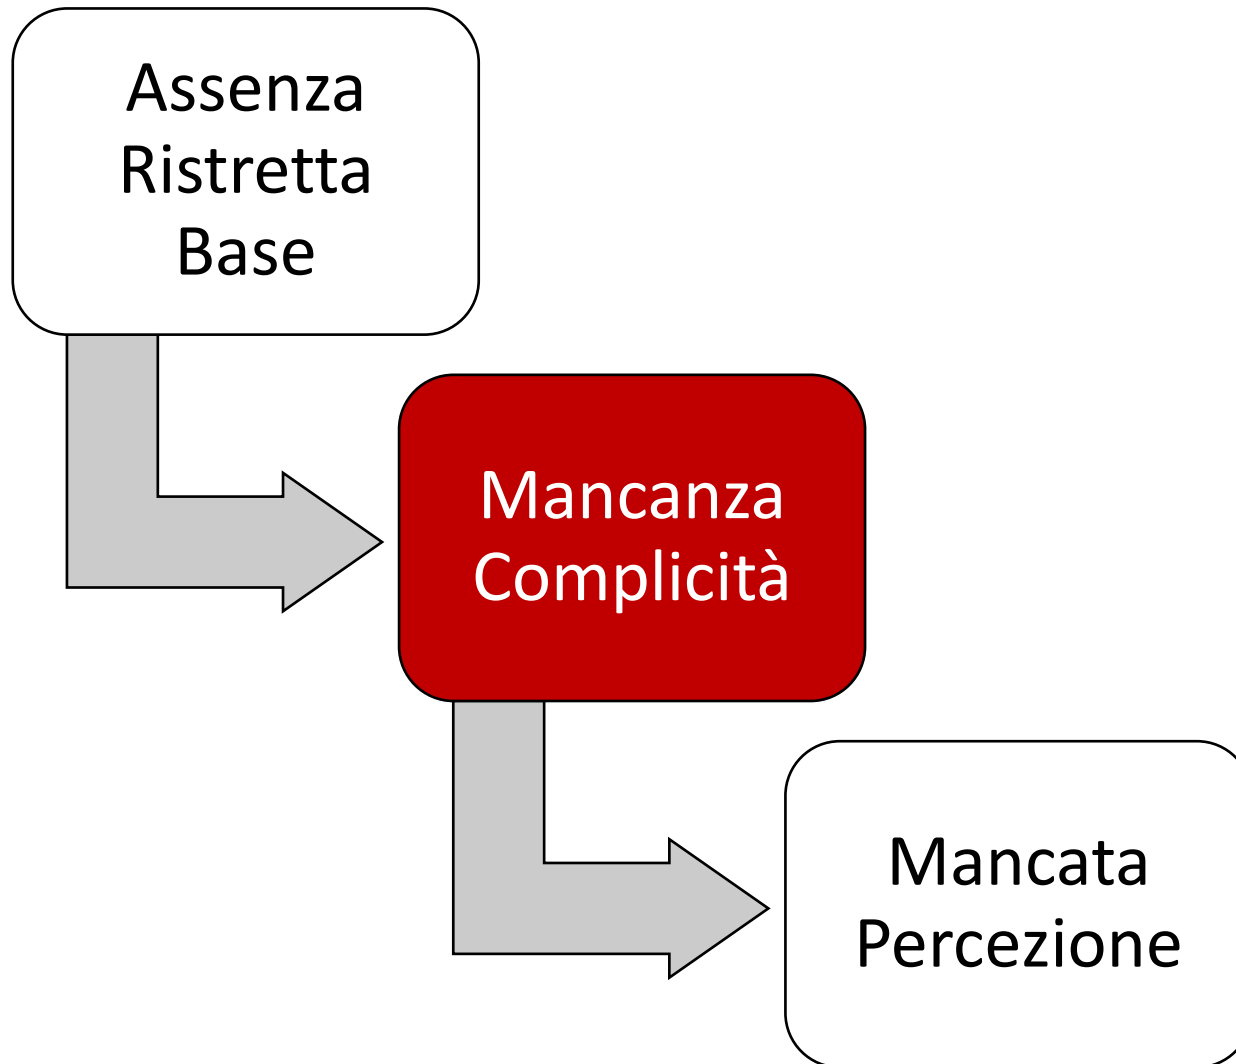 Assenza
Ristretta
Base
Mancanza
Complicità
Mancata
Percezione